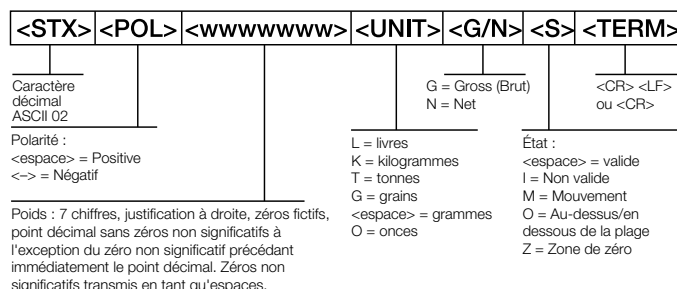 <STX> <POL> <wwwwwww> <UNIT> <G/N> <S> <TERM>
Caractère
décimal
ASCII 02
G = Gross (Brut)
N = Net
<CR> <LF>
ou <CR>
Polarité :
<espace> = Positive
<–> = Négatif
L = livres
K = kilogrammes
T = tonnes
G = grains
<espace> = grammes
O = onces
État :
<espace> = valide
I = Non valide
M = Mouvement
O = Au-dessus/en
dessous de la plage
Z = Zone de zéro
Poids : 7 chiffres, justification à droite, zéros fictifs,
point décimal sans zéros non significatifs à
l'exception du zéro non significatif précédant
immédiatement le point décimal. Zéros non
significatifs transmis en tant qu'espaces.